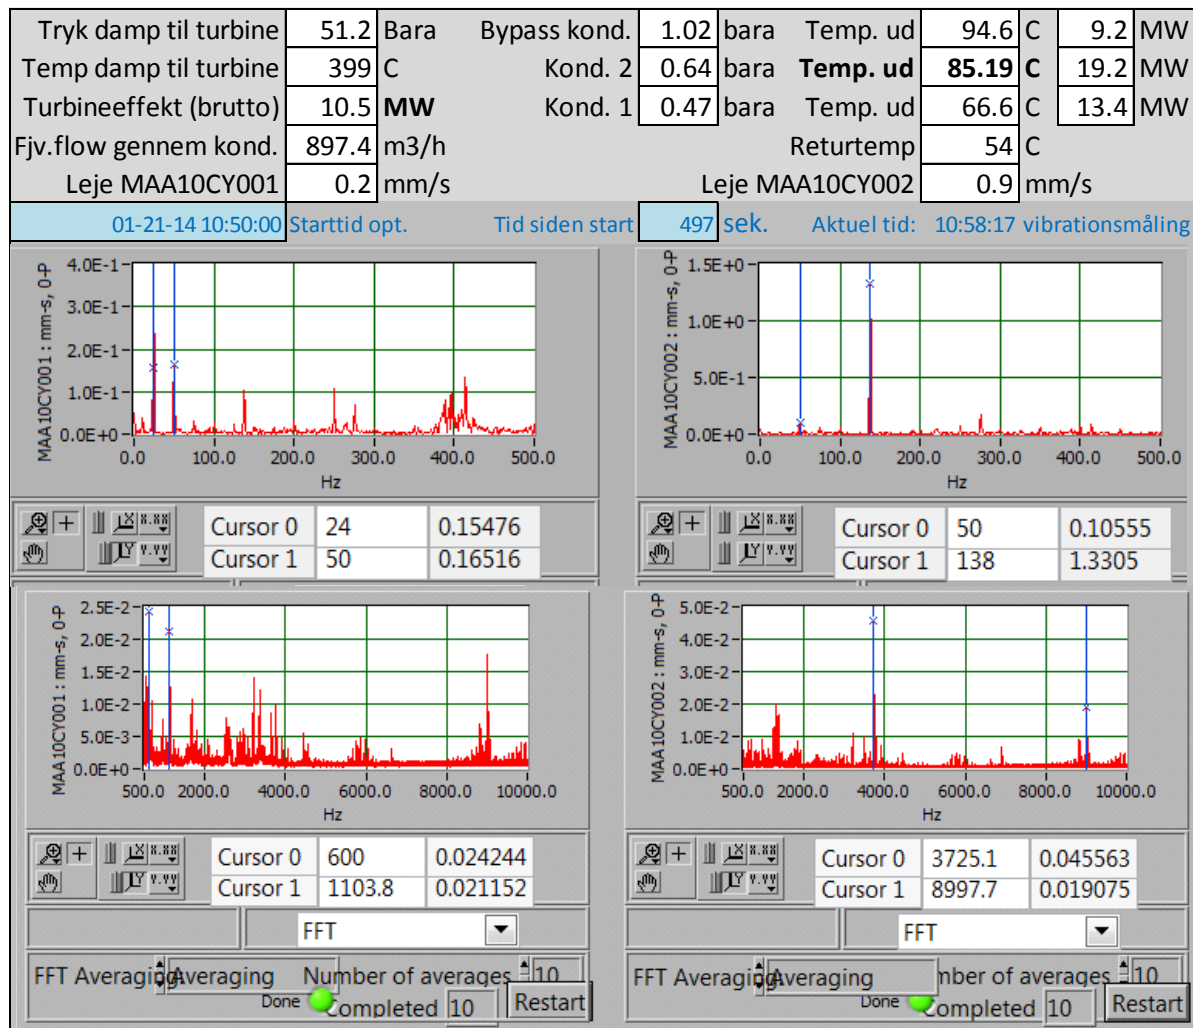 Tryk damp til turbine 51.2 Bara Bypass kond. 1.02 bara Temp. ud 94.6 C 9.2 MW
Temp damp til turbine 399 C Kond. 2 0.64 bara Temp. ud 85.19 C 19.2 MW
Turbineeffekt (brutto) 10.5 MW Kond. 1 0.47 bara Temp. ud 66.6 C 13.4 MW
Fjv.flow gennem kond. 897.4 m3/h Returtemp 54 C
Leje MAA10CY001 0.2 mm/s Leje MAA10CY002 0.9 mm/s
01-21-14 10:50:00 Starttid opt. Tid siden start 497 sek. Aktuel tid: 10:58:17 vibrationsmåling
MAA10CY001 : mm-s, 0-P
4.0E-1
3.0E-1
2.0E-1
1.0E-1
0.0E+0
0.0 100.0 200.0 300.0 400.0 500.0
Hz
MAA10CY002 : mm-s, 0-P
1.5E+0
1.0E+0
5.0E-1
0.0E+0
0.0 100.0 200.0 300.0 400.0 500.0
Hz
X.XX
Y.YY
Cursor 0 24 0.15476
Cursor 1 50 0.16516
X.XX
Y.YY
Cursor 0 50 0.10555
Cursor 1 138 1.3305
MAA10CY001 : mm-s, 0-P
2.5E-2
2.0E-2
1.5E-2
1.0E-2
5.0E-3
0.0E+0
500.0 2000.0 4000.0 6000.0 8000.0 10000.0
Hz
MAA10CY002 : mm-s, 0-P
5.0E-2
4.0E-2
3.0E-2
2.0E-2
1.0E-2
0.0E+0
500.0 2000.0 4000.0 6000.0 8000.0 10000.0
Hz
X.XX
Y.YY
Cursor 0 600 0.024244
Cursor 1 1103.8 0.021152
X.XX
Y.YY
Cursor 0 3725.1 0.045563
Cursor 1 8997.7 0.019075
FFT
FFT
FFT Averaging Averaging Number of averages 10
Done Completed 10 Restart
FFT Averaging Averaging mber of averages 10
Done Completed 10 Restart